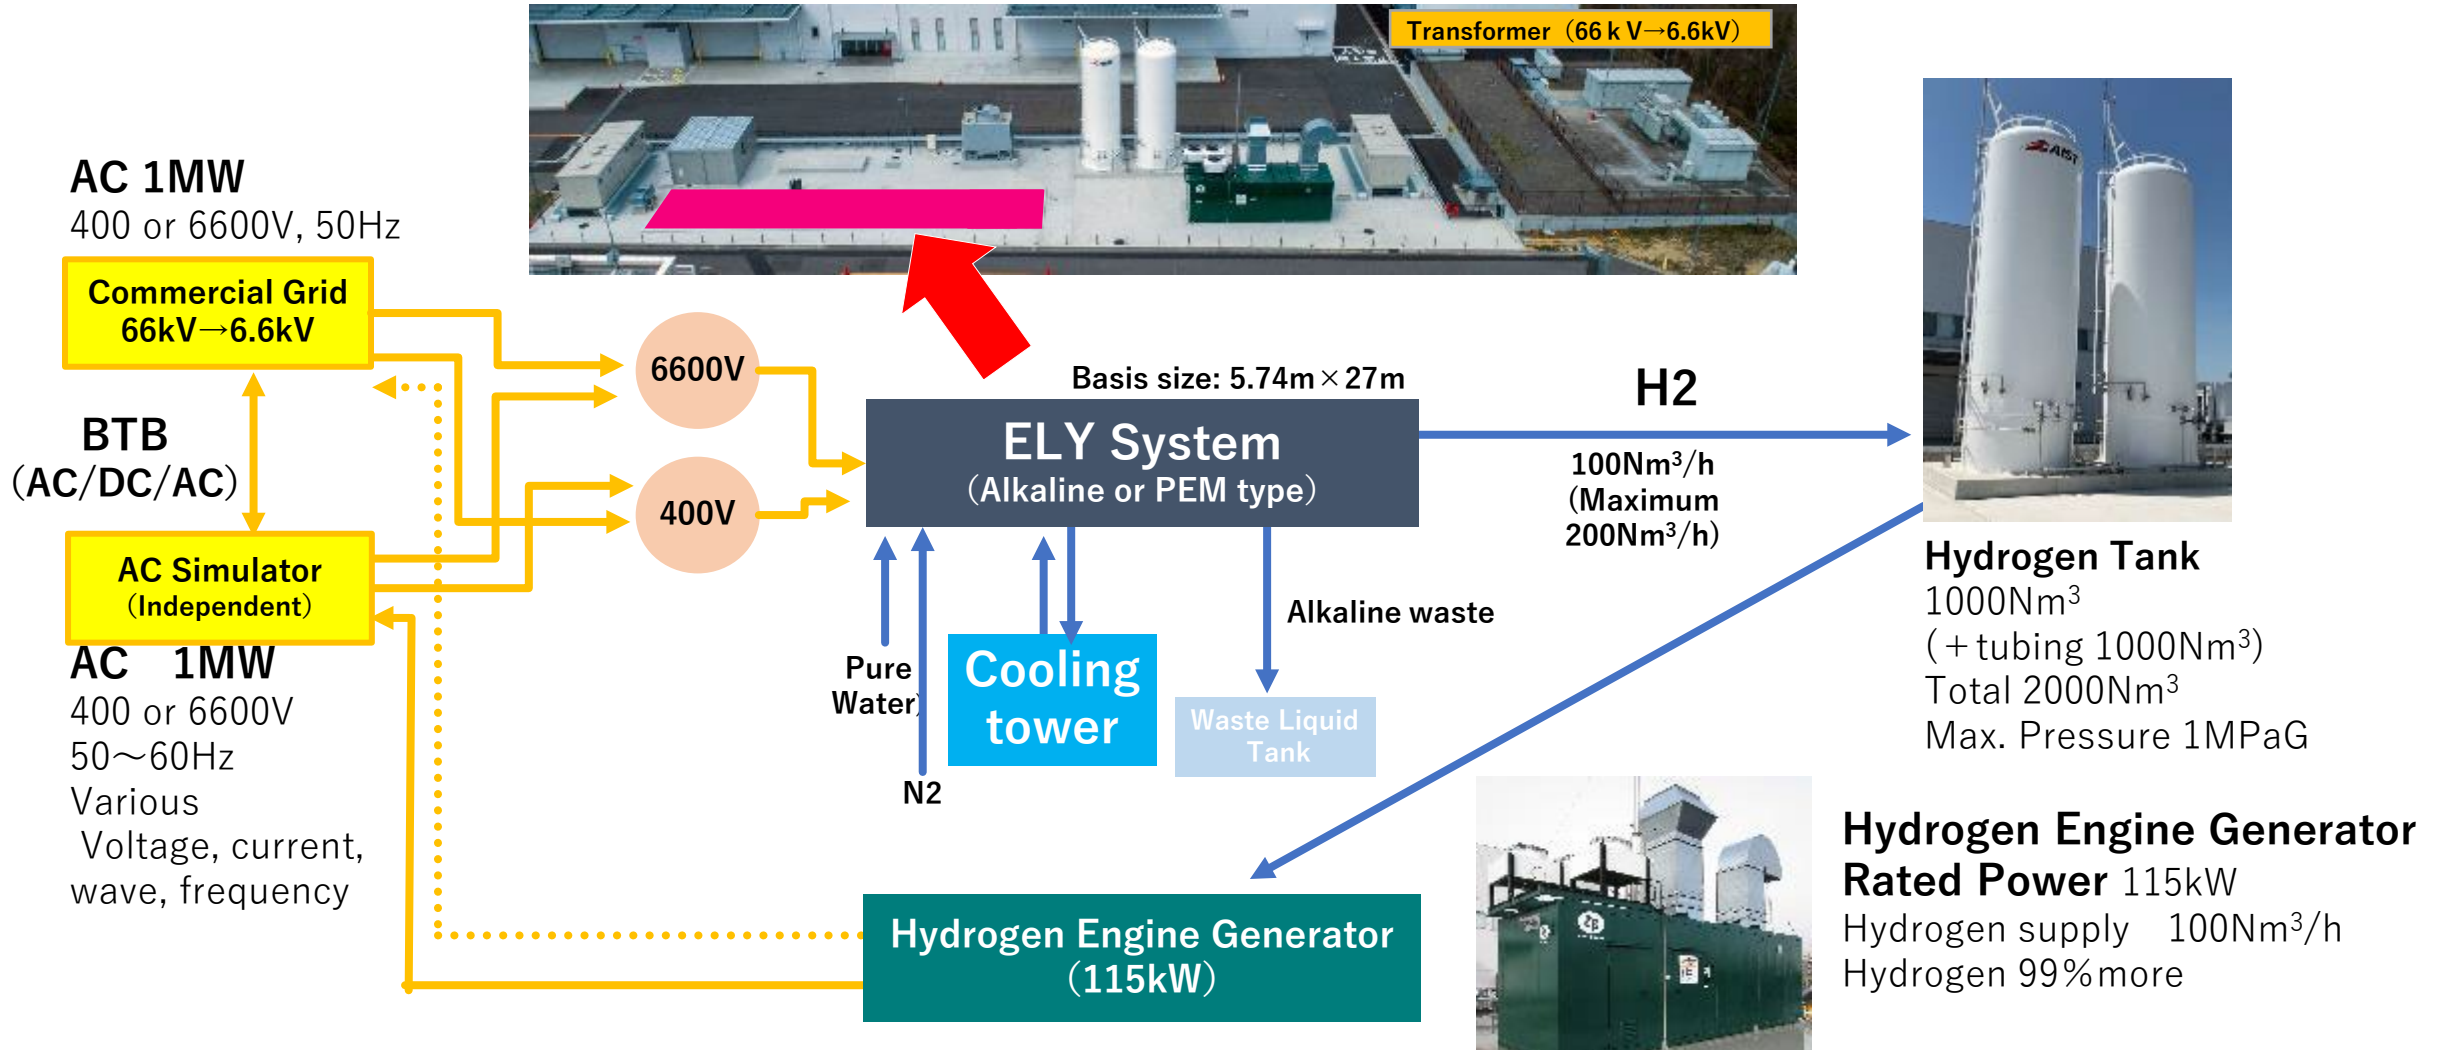 Transformer（66ｋV→6.6kV）
AC 1MW
400 or 6600V, 50Hz
Commercial Grid
66kV→6.6kV
BTB
（AC/DC/AC）
AC Simulator
（Independent）
AC　1MW
400 or 6600V
50～60Hz
Various
Voltage, current,
wave, frequency
6600V
400V
Basis size: 5.74m×27m
ELY System
（Alkaline or PEM type）
H2
100Nm³/h
(Maximum
200Nm³/h)
Pure
Water)
N2
Cooling
tower
Alkaline waste
Waste Liquid
Tank
AIST
Hydrogen Tank
1000Nm³
(＋tubing 1000Nm³)
Total 2000Nm³
Max. Pressure 1MPaG
Hydrogen Engine Generator
（115kW）
Hydrogen Engine Generator
Rated Power 115kW
Hydrogen supply　100Nm³/h
Hydrogen 99%more